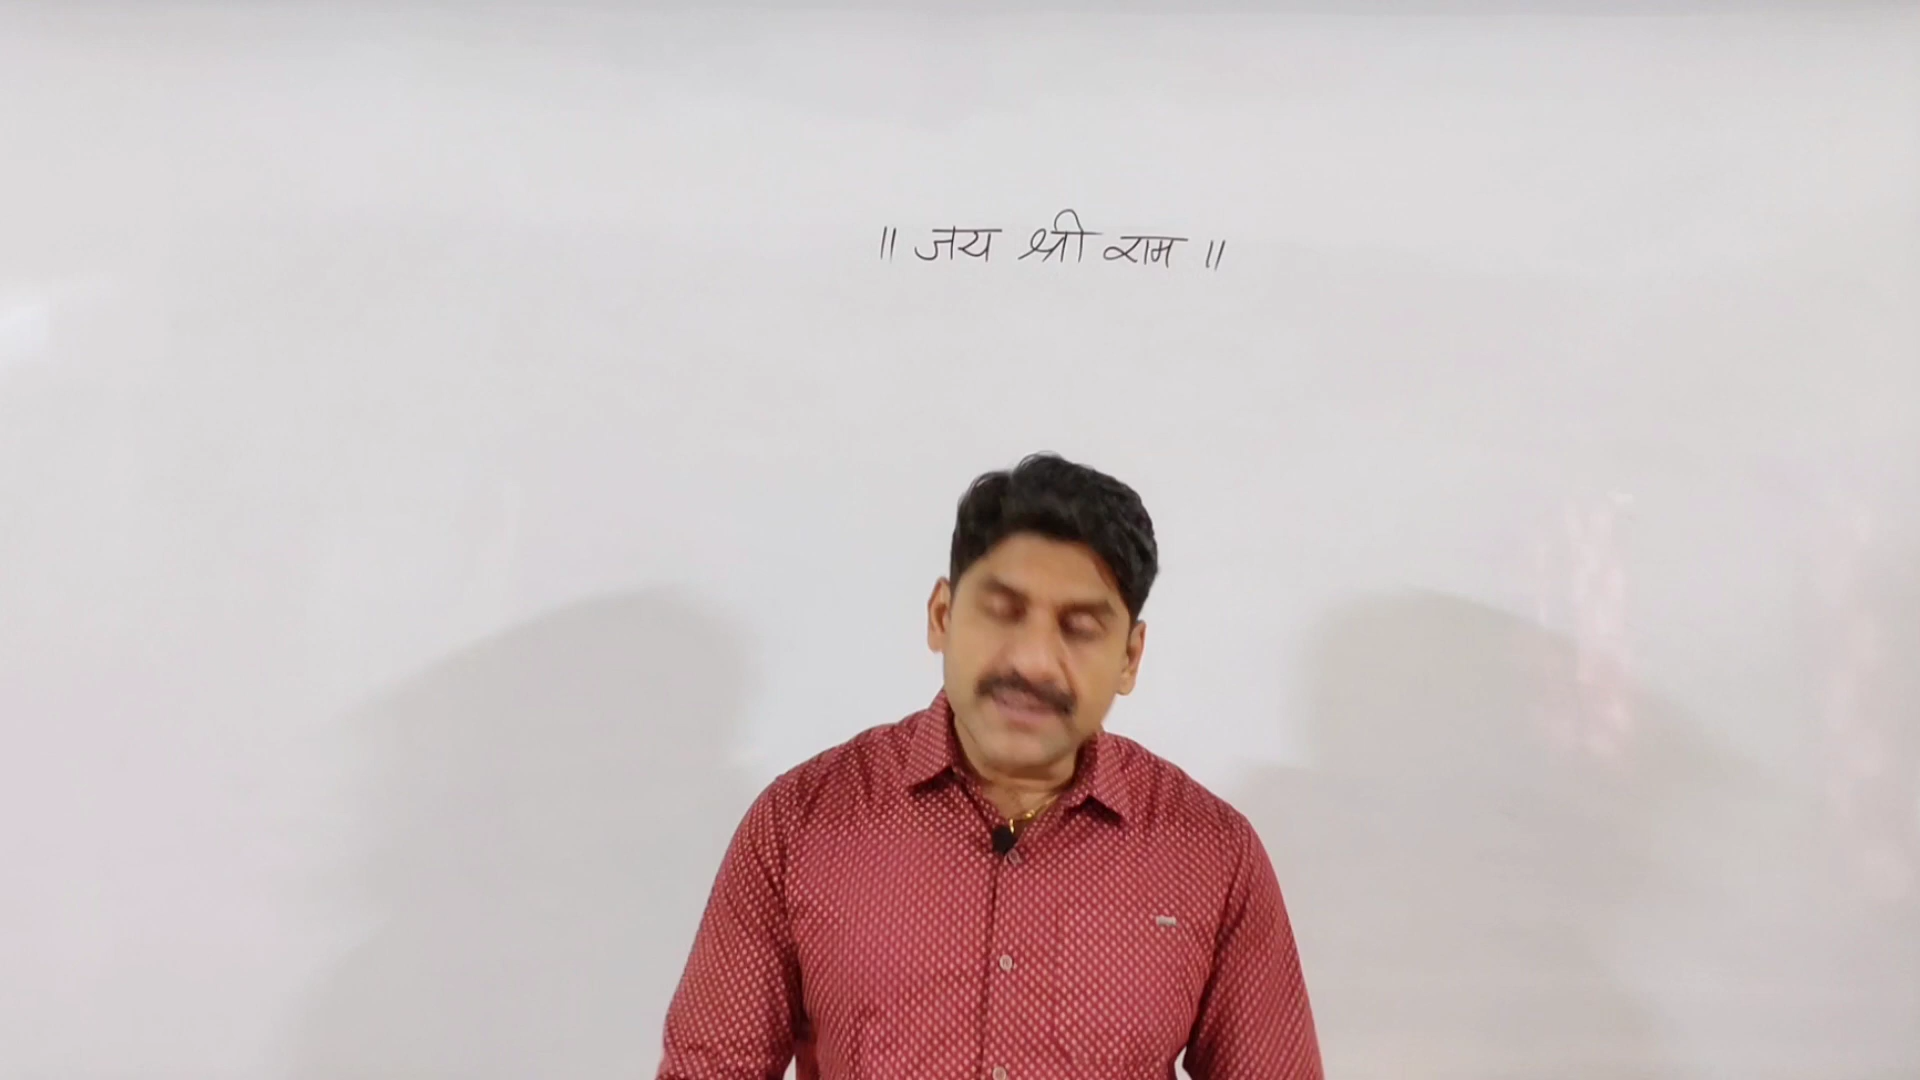 ॥ जय श्री राम ॥